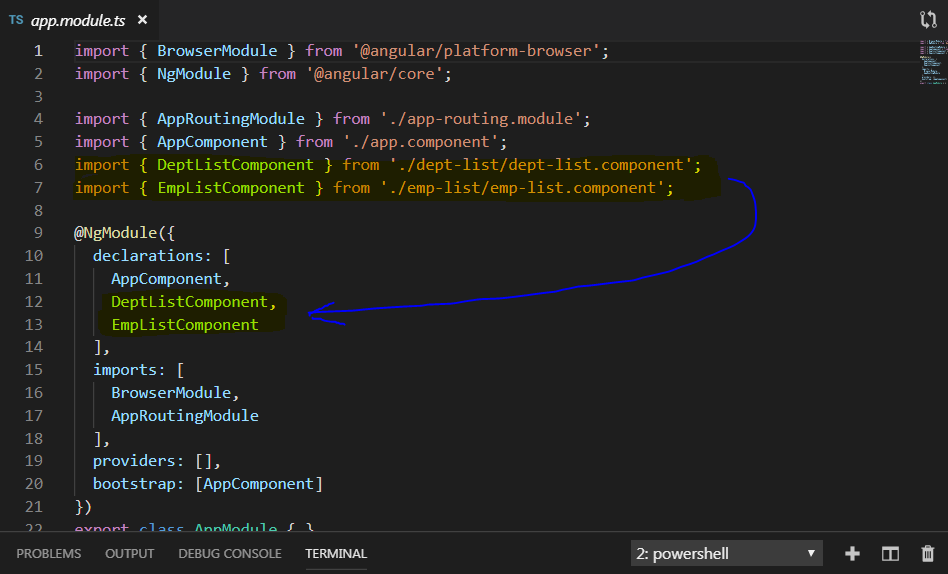 TS app.module.ts ×
1 import { BrowserModule } from '@angular/platform-browser';
2 import { NgModule } from '@angular/core';
3
4 import { AppRoutingModule } from './app-routing.module';
5 import { AppComponent } from './app.component';
6 import { DeptListComponent } from './dept-list/dept-list.component';
7 import { EmpListComponent } from './emp-list/emp-list.component';
8
9 @NgModule({
10 declarations: [
11 AppComponent,
12 DeptListComponent,
13 EmpListComponent
14 ],
15 imports: [
16 BrowserModule,
17 AppRoutingModule
18 ],
19 providers: [],
20 bootstrap: [AppComponent]
21 })
22 export class AppModule { }
PROBLEMS OUTPUT DEBUG CONSOLE TERMINAL 2: powershell